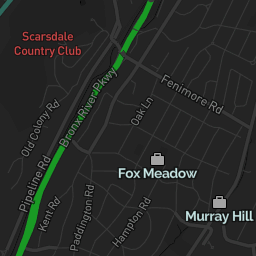 Scarsdale
Country Club
Fenimore Rd
Bronx River Pkwy
Oak Ln
Old Colony Rd
Fox Meadow
Pipeline Rd
Kent Rd
Paddington Rd
Hampton Rd
Murray Hill